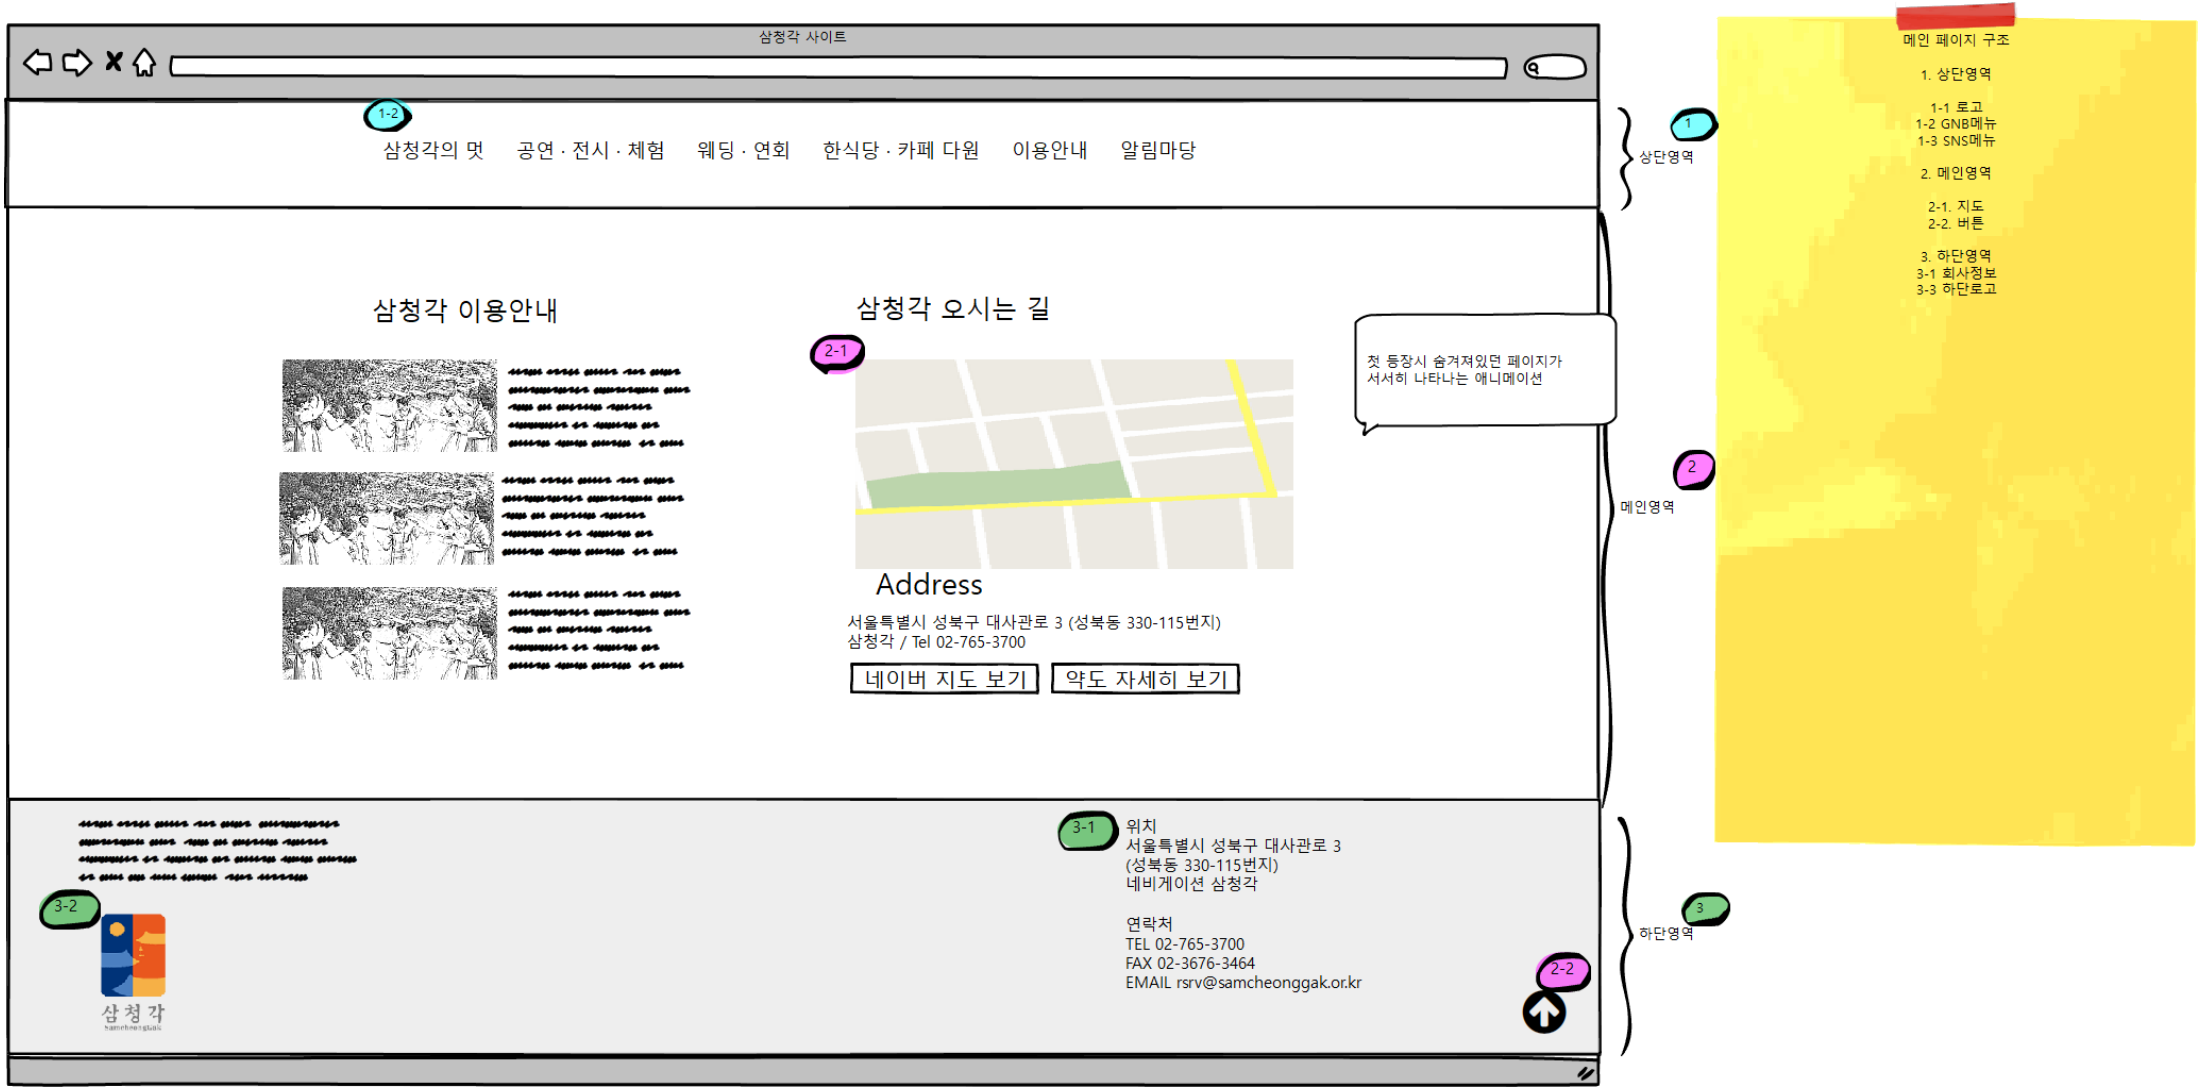 삼청각 사이트
1-2
삼청각의 멋 공연 · 전시 · 체험 웨딩 · 연회 한식당 · 카페 다원 이용안내 알림마당
1
상단영역
삼청각 이용안내
삼청각 오시는 길
2-1
첫 등장시 숨겨져있던 페이지가
서서히 나타나는 애니메이션
2
메인영역
Address
서울특별시 성북구 대사관로 3 (성북동 330-115번지)
삼청각 / Tel 02-765-3700
네이버 지도 보기
약도 자세히 보기
3-1
위치
서울특별시 성북구 대사관로 3
(성북동 330-115번지)
네비게이션 삼청각
연락처
TEL 02-765-3700
FAX 02-3676-3464
EMAIL rsrv@samcheonggak.or.kr
3-2
삼청각
samcheonggak
2-2
3
하단영역
메인 페이지 구조
1. 상단영역
1-1 로고
1-2 GNB메뉴
1-3 SNS메뉴
2. 메인영역
2-1. 지도
2-2. 버튼
3. 하단영역
3-1 회사정보
3-3 하단로고